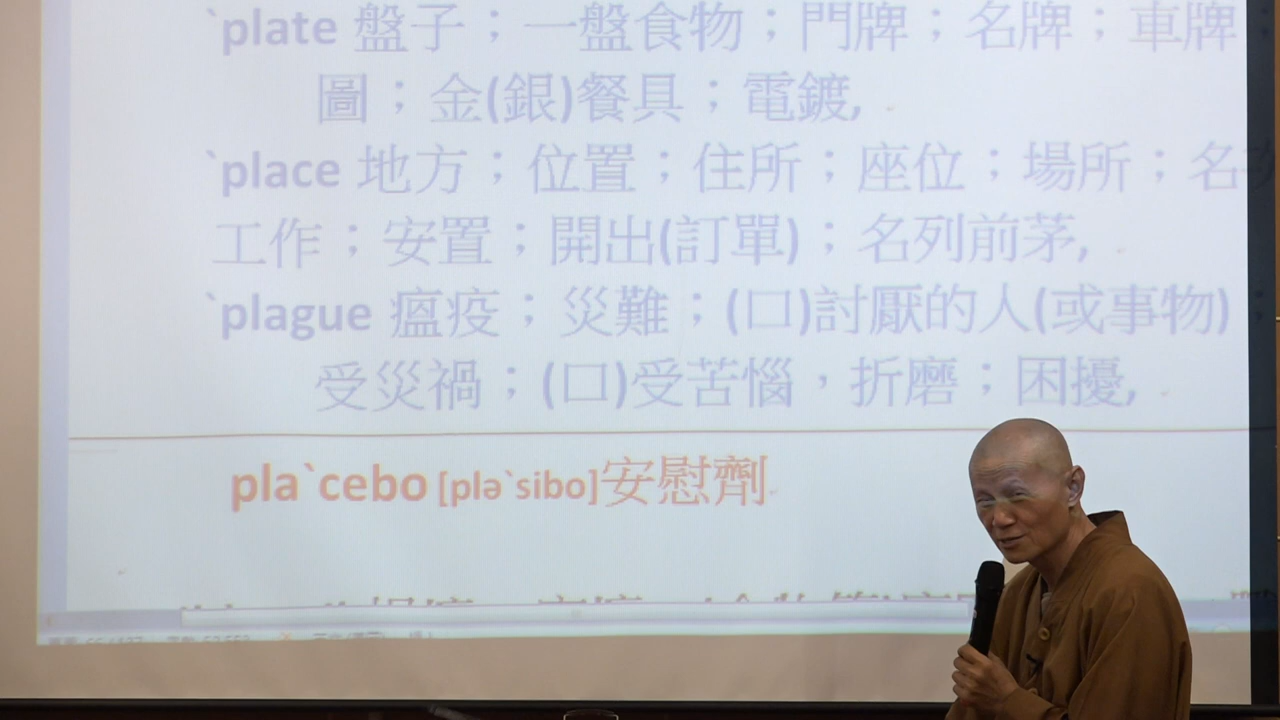 `plate 盤子；一盤食物；門牌；名牌；車牌；
圖；金(銀)餐具；電鍍,
`place 地方；位置；住所；座位；場所；名次
工作；安置；開出(訂單)；名列前茅,
`plague 瘟疫；災難；(口)討厭的人(或事物)；
受災禍；(口)受苦惱，折磨；困擾,
pla`cebo [plə`sibo]安慰劑